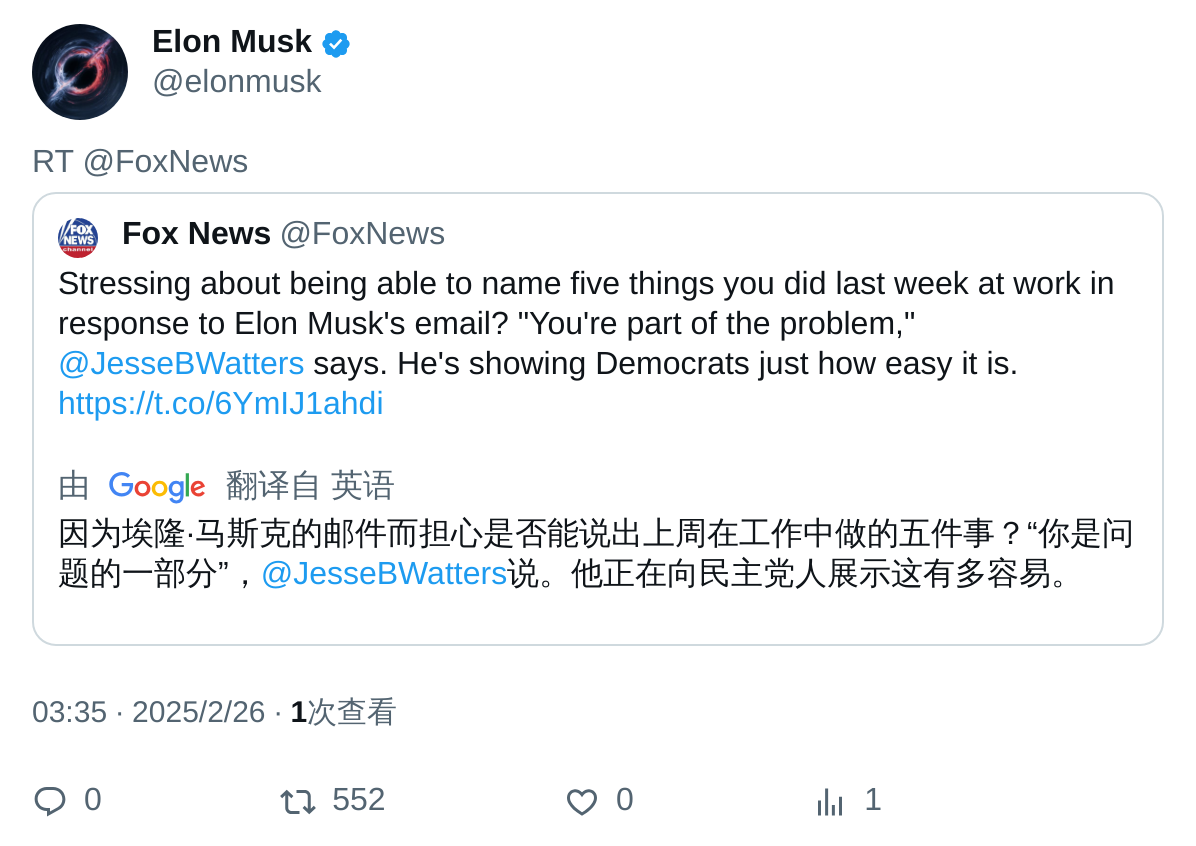 Elon Musk
@elonmusk
RT @FoxNews
FOX
NEWS
channel
Fox News @FoxNews
Stressing about being able to name five things you did last week at work in
response to Elon Musk's email? "You're part of the problem,"
@JesseBWatters says. He's showing Democrats just how easy it is.
https://t.co/6YmIJ1ahdi
由 Google 翻译自 英语
因为埃隆·马斯克的邮件而担心是否能说出上周在工作中做的五件事？“你是问
题的一部分”，@JesseBWatters说。他正在向民主党人展示这有多容易。
03:35 · 2025/2/26 · 1次查看
0 552 0 1